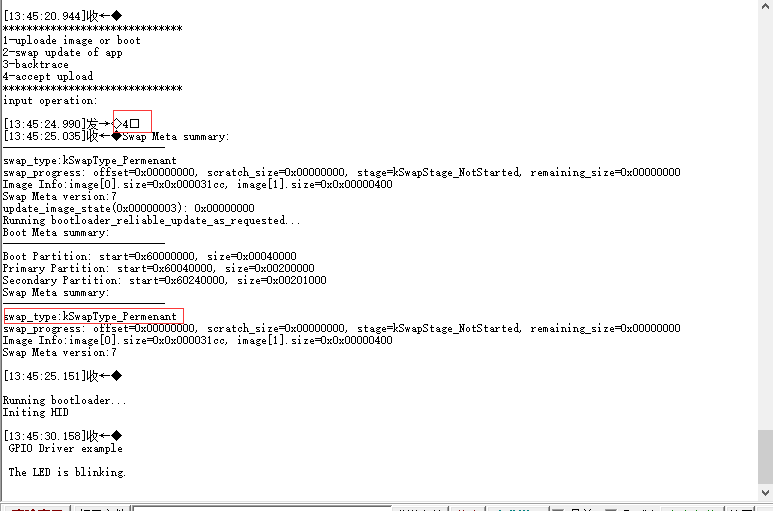 [13:45:20.944]收←◆
******************************
1-uploade image or boot
2-swap update of app
3-backtrace
4-accept upload
******************************
input operation:
[13:45:24.990]发→◇4□
[13:45:25.035]收←◆Swap Meta summary:
swap_type:kSwapType_Permenant
swap_progress: offset=0x00000000, scratch_size=0x00000000, stage=kSwapStage_NotStarted, remaining_size=0x00000000
Image Info:image[0].size=0x0x000031cc, image[1].size=0x0x00000400
Swap Meta version:7
update_image_state(0x00000003): 0x00000000
Running bootloader_reliable_update_as_requested...
Boot Meta summary:
Boot Partition: start=0x60000000, size=0x00040000
Primary Partition: start=0x60040000, size=0x00200000
Secondary Partition: start=0x60240000, size=0x00201000
Swap Meta summary:
swap_type:kSwapType_Permenant
swap_progress: offset=0x00000000, scratch_size=0x00000000, stage=kSwapStage_NotStarted, remaining_size=0x00000000
Image Info:image[0].size=0x0x000031cc, image[1].size=0x0x00000400
Swap Meta version:7
[13:45:25.151]收←◆
Running bootloader...
Initing HID
[13:45:30.158]收←◆
GPIO Driver example
The LED is blinking.